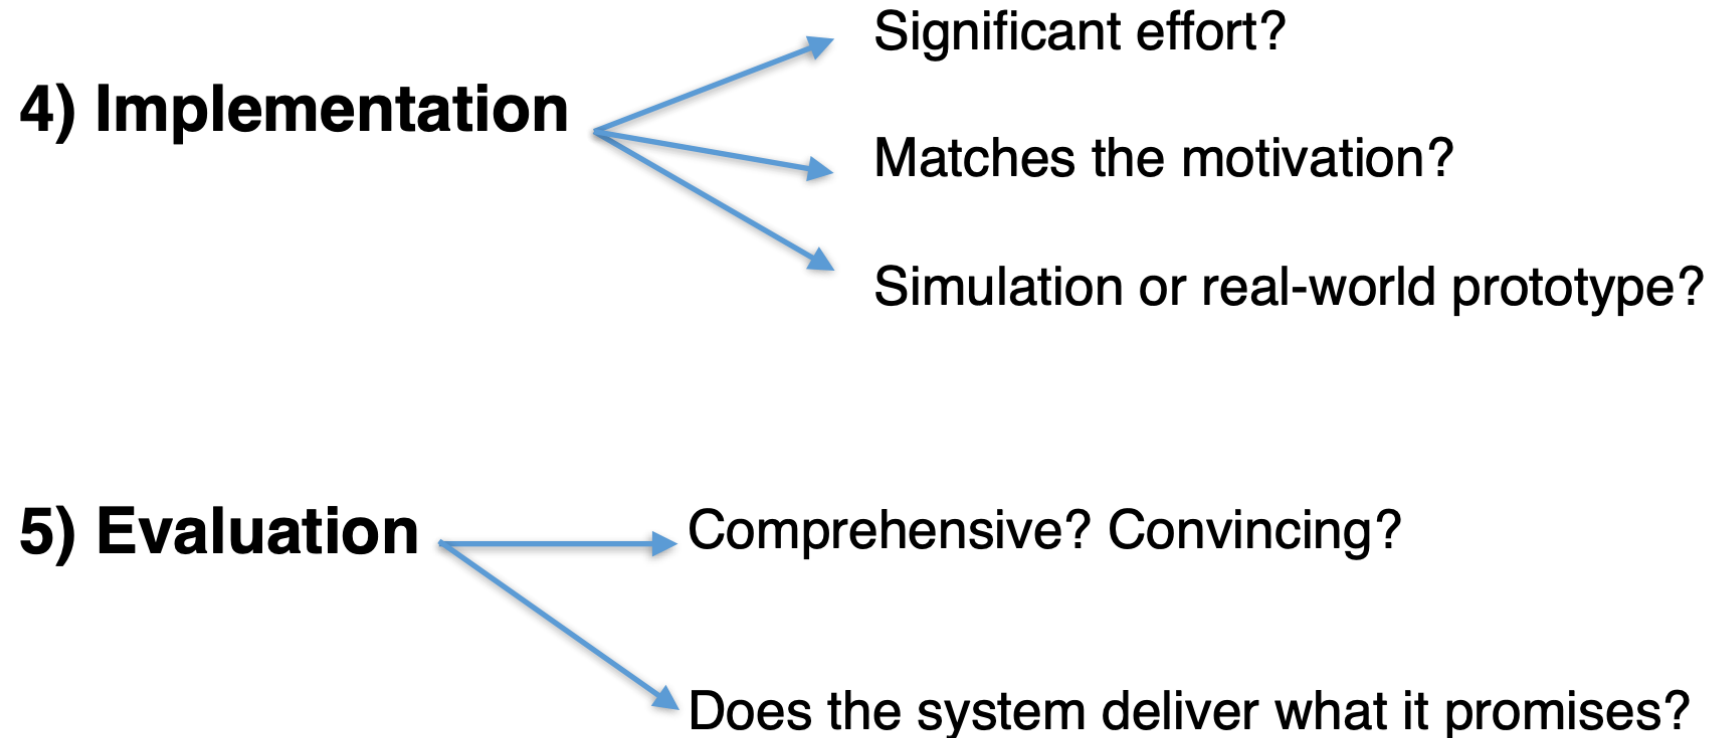 4) Implementation
Significant effort?
Matches the motivation?
Simulation or real-world prototype?
5) Evaluation
Comprehensive? Convincing?
Does the system deliver what it promises?